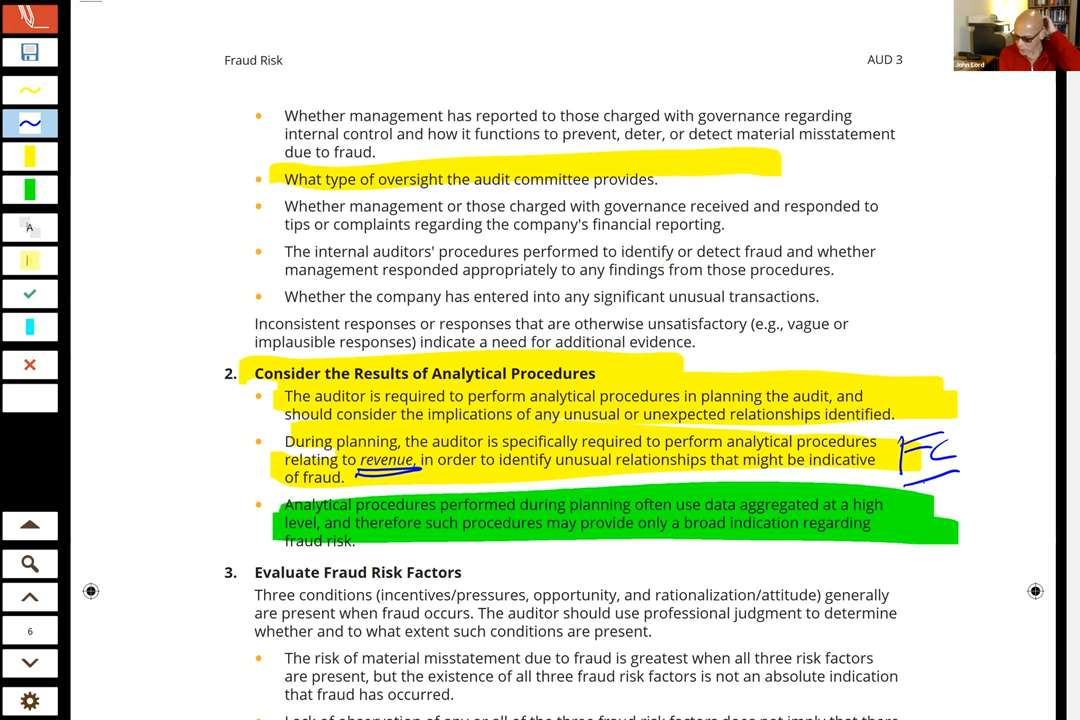 John Lord
Fraud Risk
AUD 3
Whether management has reported to those charged with governance regarding
internal control and how it functions to prevent, deter, or detect material misstatement
due to fraud.
What type of oversight the audit committee provides.
Whether management or those charged with governance received and responded to
tips or complaints regarding the company's financial reporting.
The internal auditors' procedures performed to identify or detect fraud and whether
management responded appropriately to any findings from those procedures.
Whether the company has entered into any significant unusual transactions.
Inconsistent responses or responses that are otherwise unsatisfactory (e.g., vague or
implausible responses) indicate a need for additional evidence.
2. Consider the Results of Analytical Procedures
The auditor is required to perform analytical procedures in planning the audit, and
should consider the implications of any unusual or unexpected relationships identified.
During planning, the auditor is specifically required to perform analytical procedures
relating to revenue, in order to identify unusual relationships that might be indicative
of fraud.
Analytical procedures performed during planning often use data aggregated at a high
level, and therefore such procedures may provide only a broad indication regarding
fraud risk.
3. Evaluate Fraud Risk Factors
Three conditions (incentives/pressures, opportunity, and rationalization/attitude) generally
are present when fraud occurs. The auditor should use professional judgment to determine
whether and to what extent such conditions are present.
The risk of material misstatement due to fraud is greatest when all three risk factors
are present, but the existence of all three fraud risk factors is not an absolute indication
that fraud has occurred.
6